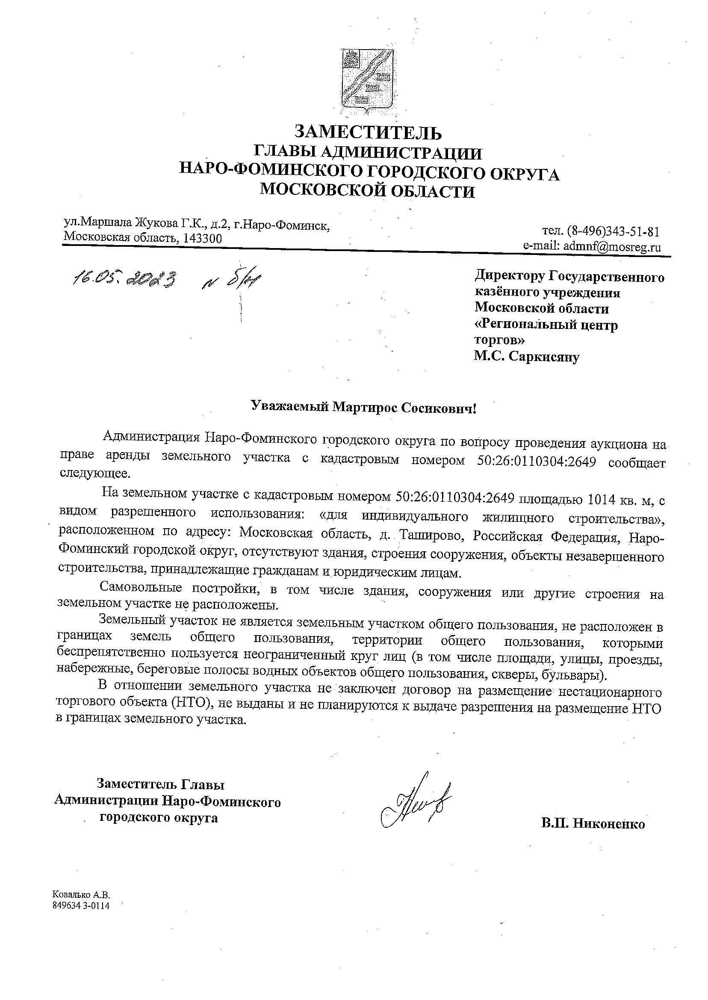 ЗАМЕСТИТЕЛЬ
ГЛАВЫ АДМИНИСТРАЦИИ
НАРО-ФОМИНСКОГО ГОРОДСКОГО ОКРУГА
МОСКОВСКОЙ ОБЛАСТИ
ул.Маршала Жукова Г.К., д.2, г.Наро-Фоминск,
Московская область, 143300
тел. (8-496)343-51-81
e-mail: admnf@mosreg.ru
16.05.2023 N б/н
Директору Государственного
казённого учреждения
Московской области
«Региональный центр
торгов»
М.С. Саркисяну
Уважаемый Мартирос Сосикович!
Администрация Наро-Фоминского городского округа по вопросу проведения аукциона на
праве аренды земельного участка с кадастровым номером 50:26:0110304:2649 сообщает
следующее.
На земельном участке с кадастровым номером 50:26:0110304:2649 площадью 1014 кв. м, с
видом разрешенного использования: «для индивидуального жилищного строительства»,
расположенном по адресу: Московская область, д. Таширово, Российская Федерация, Наро-
Фоминский городской округ, отсутствуют здания, строения сооружения, объекты незавершенного
строительства, принадлежащие гражданам и юридическим лицам.
Самовольные постройки, в том числе здания, сооружения или другие строения на
земельном участке не расположены.
Земельный участок не является земельным участком общего пользования, не расположен в
границах земель общего пользования, территории общего пользования, которыми
беспрепятственно пользуется неограниченный круг лиц (в том числе площади, улицы, проезды,
набережные, береговые полосы водных объектов общего пользования, скверы, бульвары).
В отношении земельного участка не заключен договор на размещение нестационарного
торгового объекта (НТО), не выданы и не планируются к выдаче разрешения на размещение НТО
в границах земельного участка.
Заместитель Главы
Администрации Наро-Фоминского
городского округа
В.П. Никоненко
Ковалько А.В.
849634 3-0114